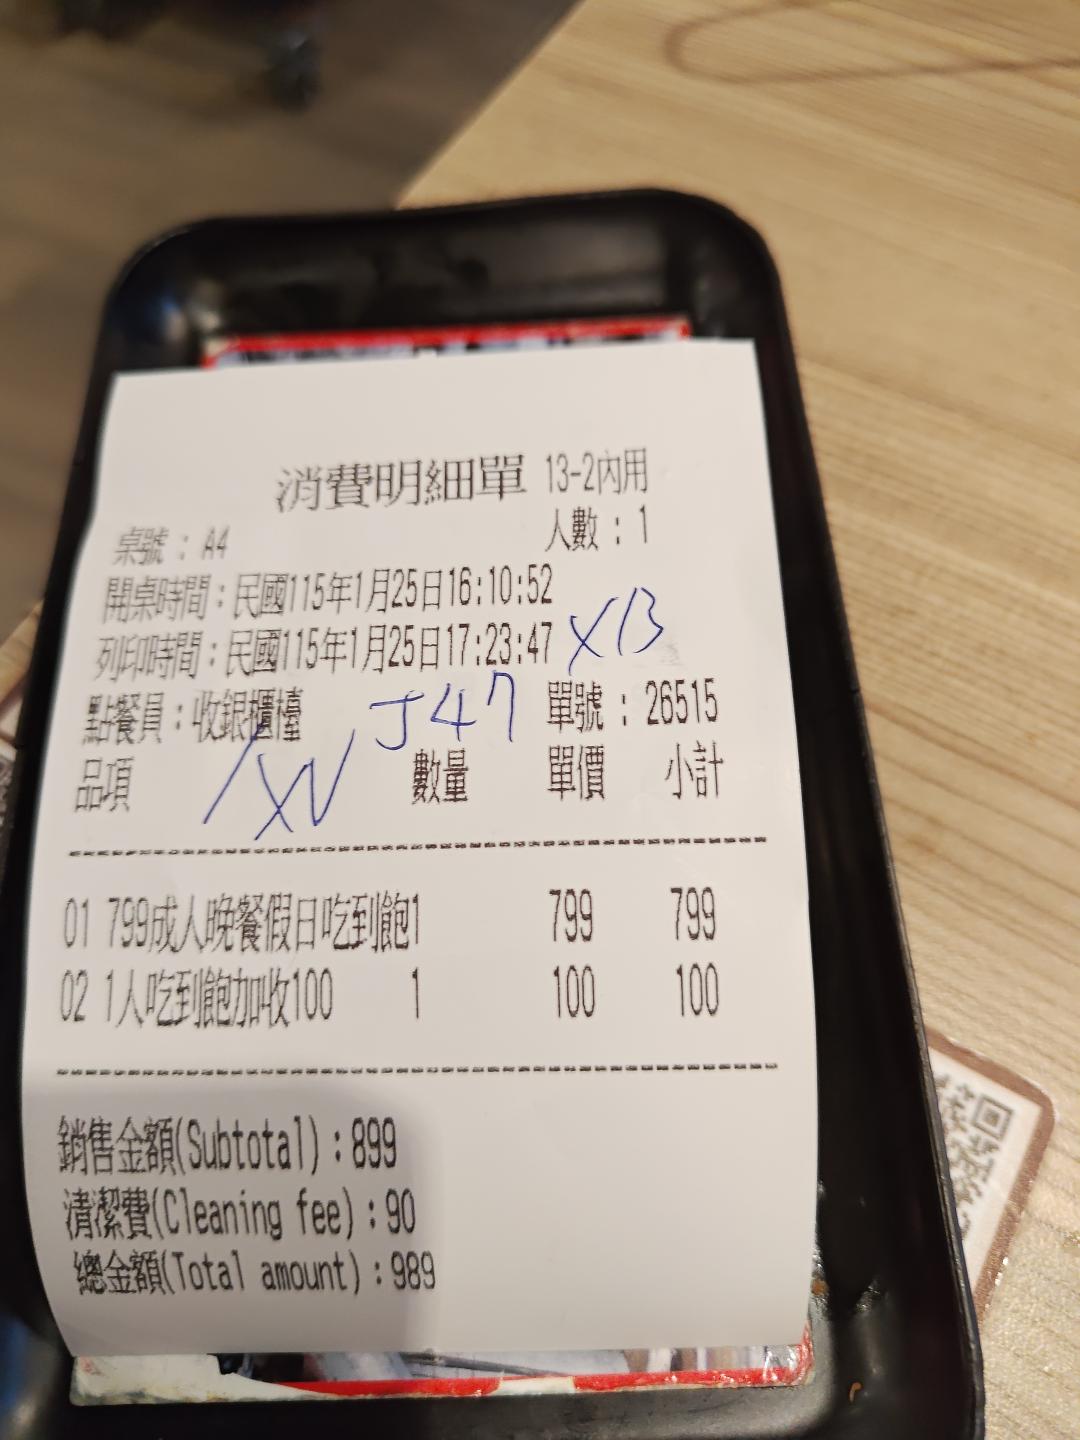 消費明細單 13-2內用
桌號：A4 人數：1
開桌時間：民國115年1月25日16:10:52
列印時間：民國115年1月25日17:23:47
XB
點餐員：收銀櫃檯 J47 單號：26515
品項 數量 單價 小計
01 799成人晚餐假日吃到飽1 799 799
02 1人吃到飽加收100 1 100 100
銷售金額(Subtotal)：899
清潔費(Cleaning fee)：90
總金額(Total amount)：989